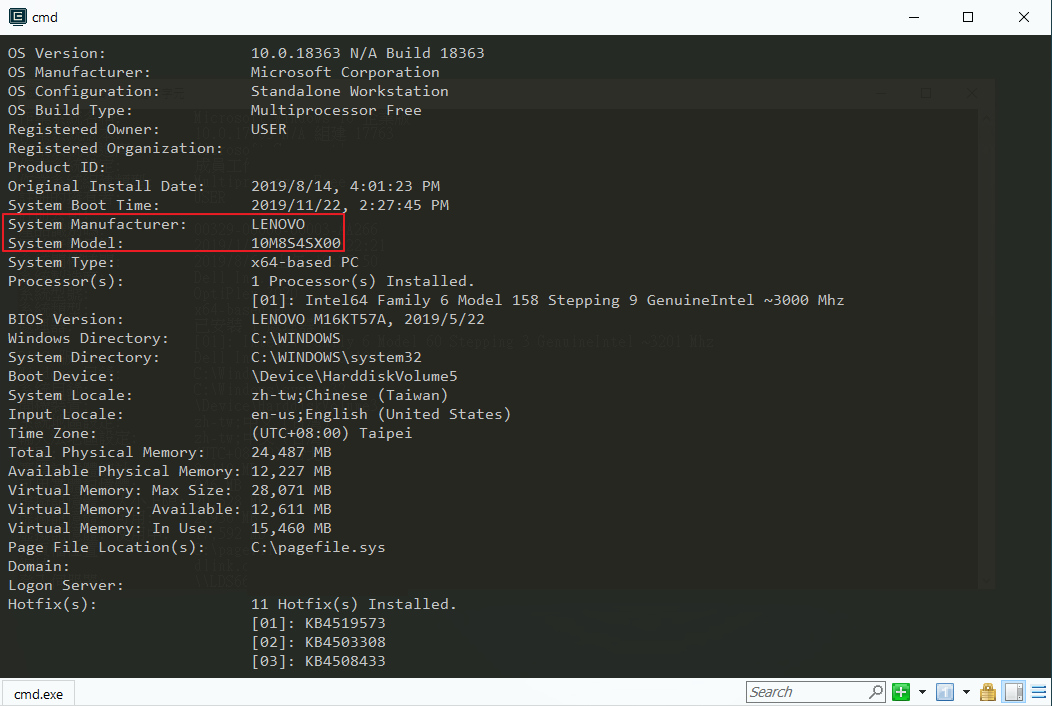 cmd
OS Version: 10.0.18363 N/A Build 18363
OS Manufacturer: Microsoft Corporation
OS Configuration: Standalone Workstation
OS Build Type: Multiprocessor Free
Registered Owner: USER
Registered Organization:
Product ID:
Original Install Date: 2019/8/14, 4:01:23 PM
System Boot Time: 2019/11/22, 2:27:45 PM
System Manufacturer: LENOVO
System Model: 10M8S4SX00
System Type: x64-based PC
Processor(s): 1 Processor(s) Installed.
[01]: Intel64 Family 6 Model 158 Stepping 9 GenuineIntel ~3000 Mhz
BIOS Version: LENOVO M16KT57A, 2019/5/22
Windows Directory: C:\WINDOWS
System Directory: C:\WINDOWS\system32
Boot Device: \Device\HarddiskVolume5
System Locale: zh-tw;Chinese (Taiwan)
Input Locale: en-us;English (United States)
Time Zone: (UTC+08:00) Taipei
Total Physical Memory: 24,487 MB
Available Physical Memory: 12,227 MB
Virtual Memory: Max Size: 28,071 MB
Virtual Memory: Available: 12,611 MB
Virtual Memory: In Use: 15,460 MB
Page File Location(s): C:\pagefile.sys
Domain:
Logon Server:
Hotfix(s): 11 Hotfix(s) Installed.
[01]: KB4519573
[02]: KB4503308
[03]: KB4508433
cmd.exe
Search
1